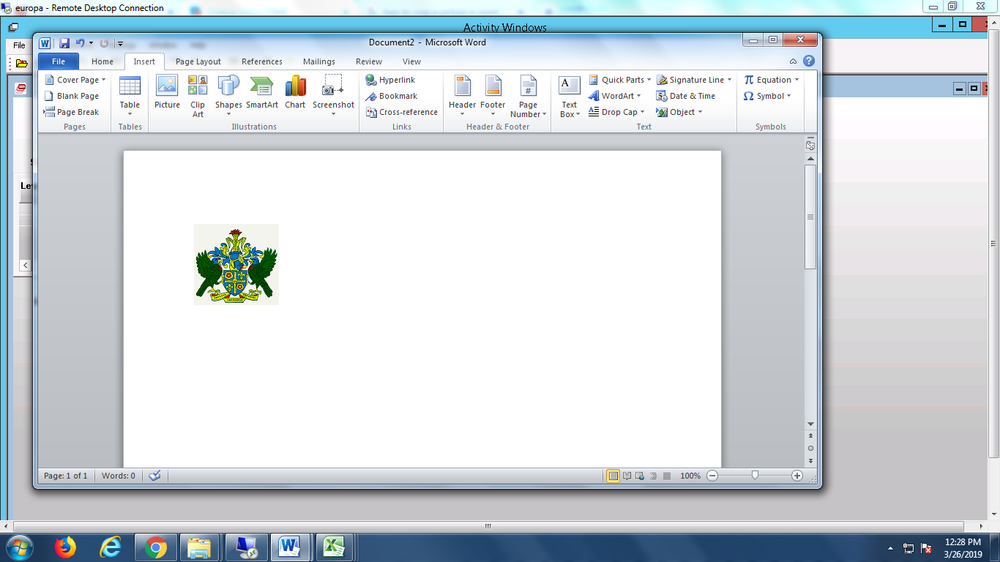 europa - Remote Desktop Connection
Activity Windows
File
Document2 - Microsoft Word
File Home Insert Page Layout References Mailings Review View
Cover Page
Blank Page
Page Break
Pages
Table
Tables
Picture
Clip Art
Shapes
SmartArt
Chart
Screenshot
Illustrations
Hyperlink
Bookmark
Cross-reference
Links
Header
Footer
Page Number
Header & Footer
Text Box
Quick Parts
WordArt
Drop Cap
Signature Line
Date & Time
Object
Text
Equation
Symbol
Symbols
THE PEOPLE
Page: 1 of 1 Words: 0 100%
12:28 PM
3/26/2019